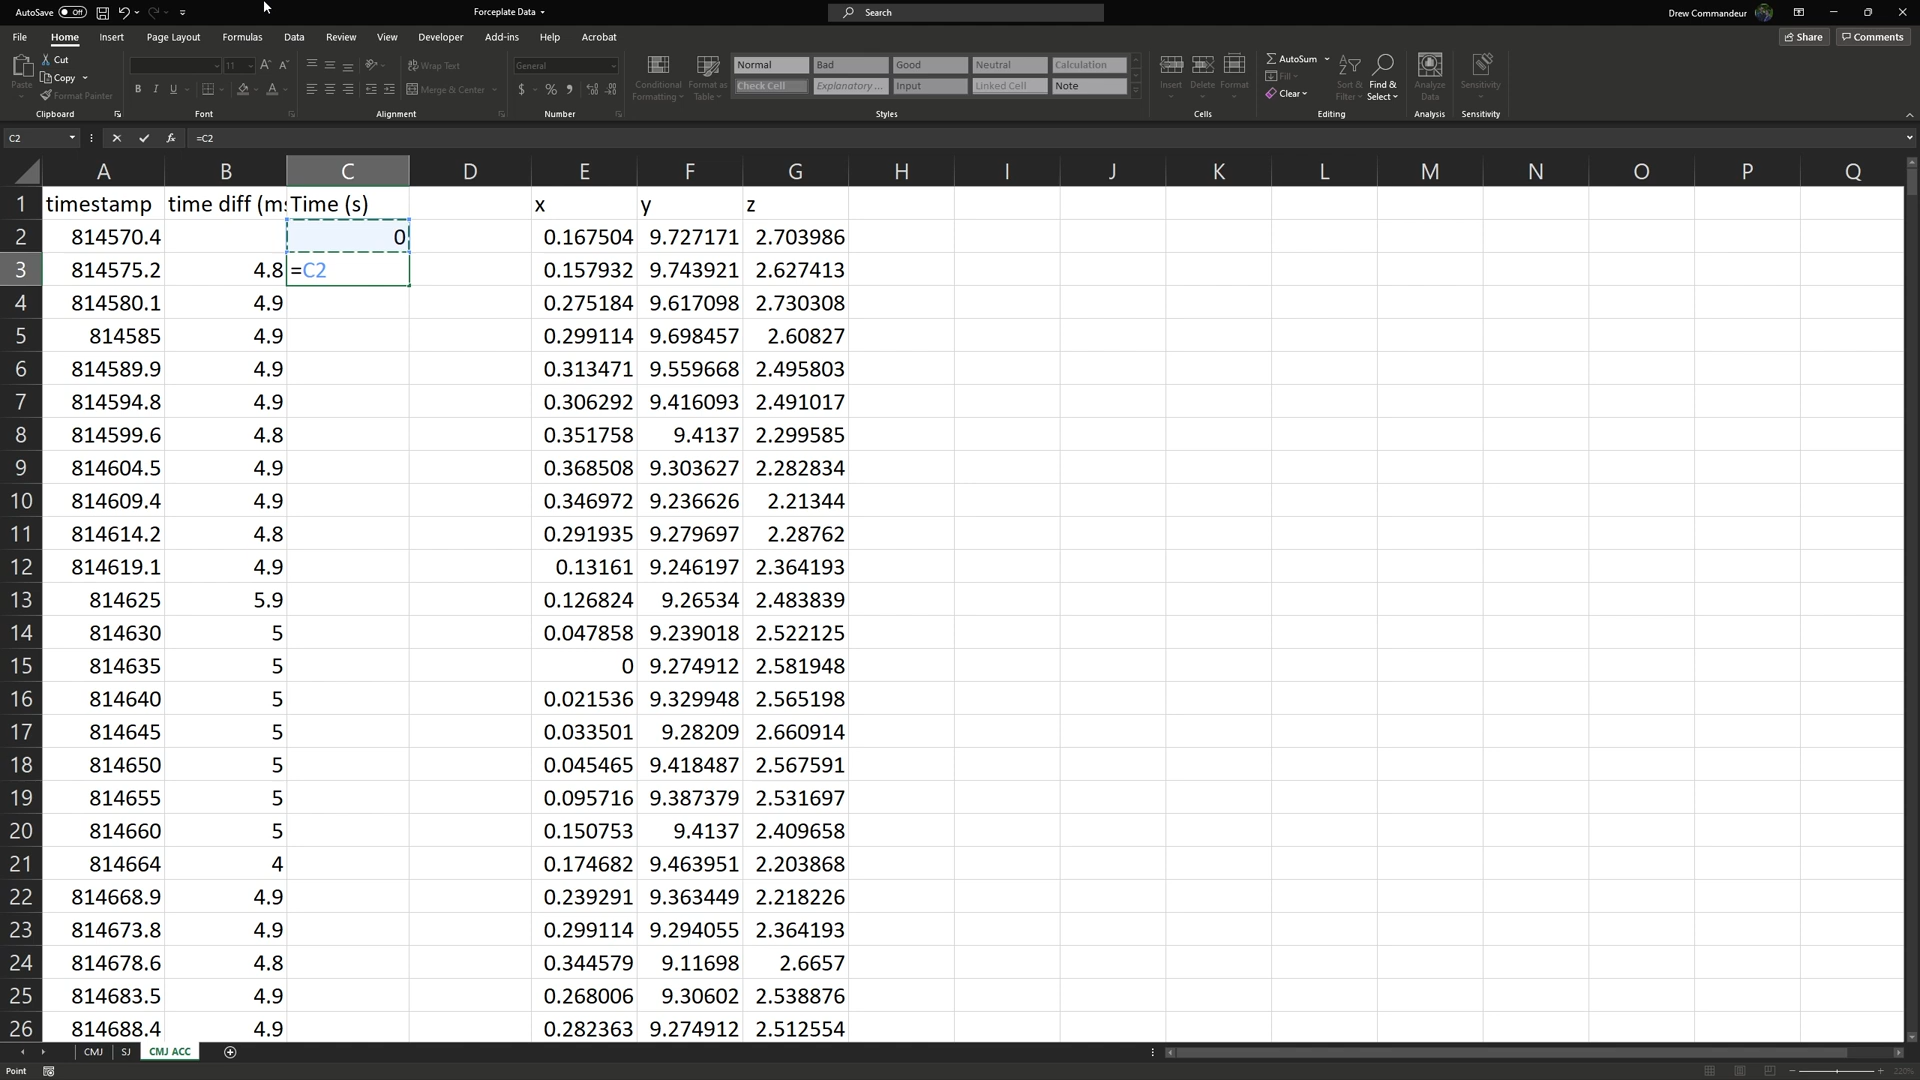 AutoSave Off
Forceplate Data
Search
Drew Commandeur
File Home Insert Page Layout Formulas Data Review View Developer Add-ins Help Acrobat
Share Comments
Paste
Cut
Copy
Format Painter
Clipboard
11
Font
Wrap Text
Merge & Center
Alignment
General
Number
Conditional Formatting
Format as Table
Normal Bad Good Neutral Calculation
Check Cell Explanatory ... Input Linked Cell Note
Styles
Insert Delete Format
Cells
AutoSum
Fill
Clear
Sort & Filter
Find & Select
Editing
Analyze Data
Analysis
Sensitivity
Sensitivity
C2 =C2
A B C D E F G H I J K L M N O P Q
1 timestamp time diff (ms Time (s) x y z
2 814570.4 0 0.167504 9.727171 2.703986
3 814575.2 4.8 =C2 0.157932 9.743921 2.627413
4 814580.1 4.9 0.275184 9.617098 2.730308
5 814585 4.9 0.299114 9.698457 2.60827
6 814589.9 4.9 0.313471 9.559668 2.495803
7 814594.8 4.9 0.306292 9.416093 2.491017
8 814599.6 4.8 0.351758 9.4137 2.299585
9 814604.5 4.9 0.368508 9.303627 2.282834
10 814609.4 4.9 0.346972 9.236626 2.21344
11 814614.2 4.8 0.291935 9.279697 2.28762
12 814619.1 4.9 0.13161 9.246197 2.364193
13 814625 5.9 0.126824 9.26534 2.483839
14 814630 5 0.047858 9.239018 2.522125
15 814635 5 0 9.274912 2.581948
16 814640 5 0.021536 9.329948 2.565198
17 814645 5 0.033501 9.28209 2.660914
18 814650 5 0.045465 9.418487 2.567591
19 814655 5 0.095716 9.387379 2.531697
20 814660 5 0.150753 9.4137 2.409658
21 814664 4 0.174682 9.463951 2.203868
22 814668.9 4.9 0.239291 9.363449 2.218226
23 814673.8 4.9 0.299114 9.294055 2.364193
24 814678.6 4.8 0.344579 9.11698 2.6657
25 814683.5 4.9 0.268006 9.30602 2.538876
26 814688.4 4.9 0.282363 9.274912 2.512554
CMJ SJ CMJ ACC
Point
220%